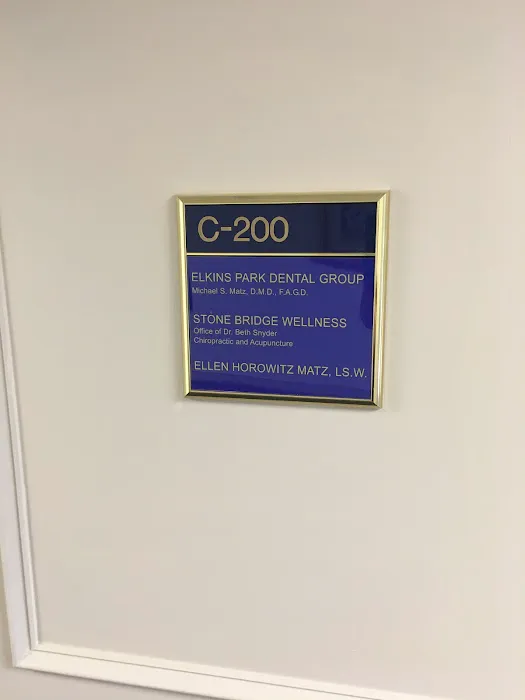 C-200
ELKINS PARK DENTAL GROUP
Michael S. Matz, D.M.D., F.A.G.D.
STONE BRIDGE WELLNESS
Office of Dr. Beth Snyder
Chiropractic and Acupuncture
ELLEN HOROWITZ MATZ, LS.W.